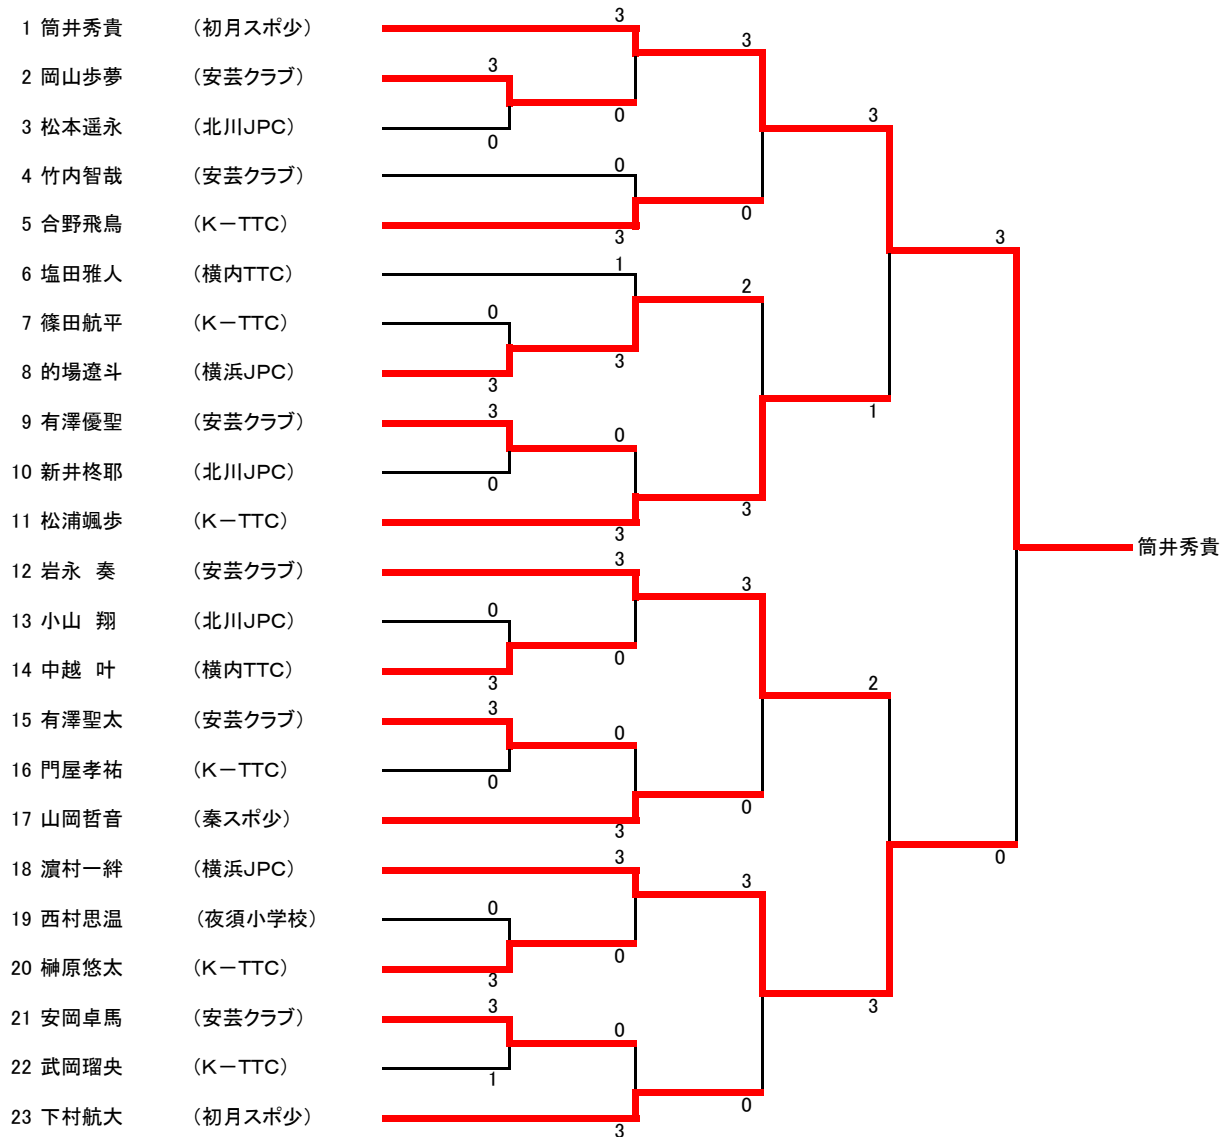 3
1 筒井秀貴 （初月スポ少）
3
2 岡山歩夢 （安芸クラブ） 3
0
3 松本遥永 （北川JPC） 0
3
4 竹内智哉 （安芸クラブ） 0
0
5 合野飛鳥 （K－TTC） 3
3
6 塩田雅人 （横内TTC） 1
2
7 篠田航平 （K－TTC） 0
3
8 的場遼斗 （横浜JPC） 3
1
9 有澤優聖 （安芸クラブ） 3
0
10 新井柊耶 （北川JPC） 0
3
11 松浦颯歩 （K－TTC） 3
筒井秀貴
12 岩永 奏 （安芸クラブ） 3
3
13 小山 翔 （北川JPC） 0
0
14 中越 叶 （横内TTC） 3
2
15 有澤聖太 （安芸クラブ） 3
0
16 門屋孝祐 （K－TTC） 0
0
17 山岡哲音 （秦スポ少） 3
3
0
18 濵村一絆 （横浜JPC）
3
19 西村思温 （夜須小学校） 0
0
20 榊原悠太 （K－TTC） 3
3
21 安岡卓馬 （安芸クラブ） 3
0
22 武岡瑠央 （K－TTC） 1
0
23 下村航大 （初月スポ少） 3